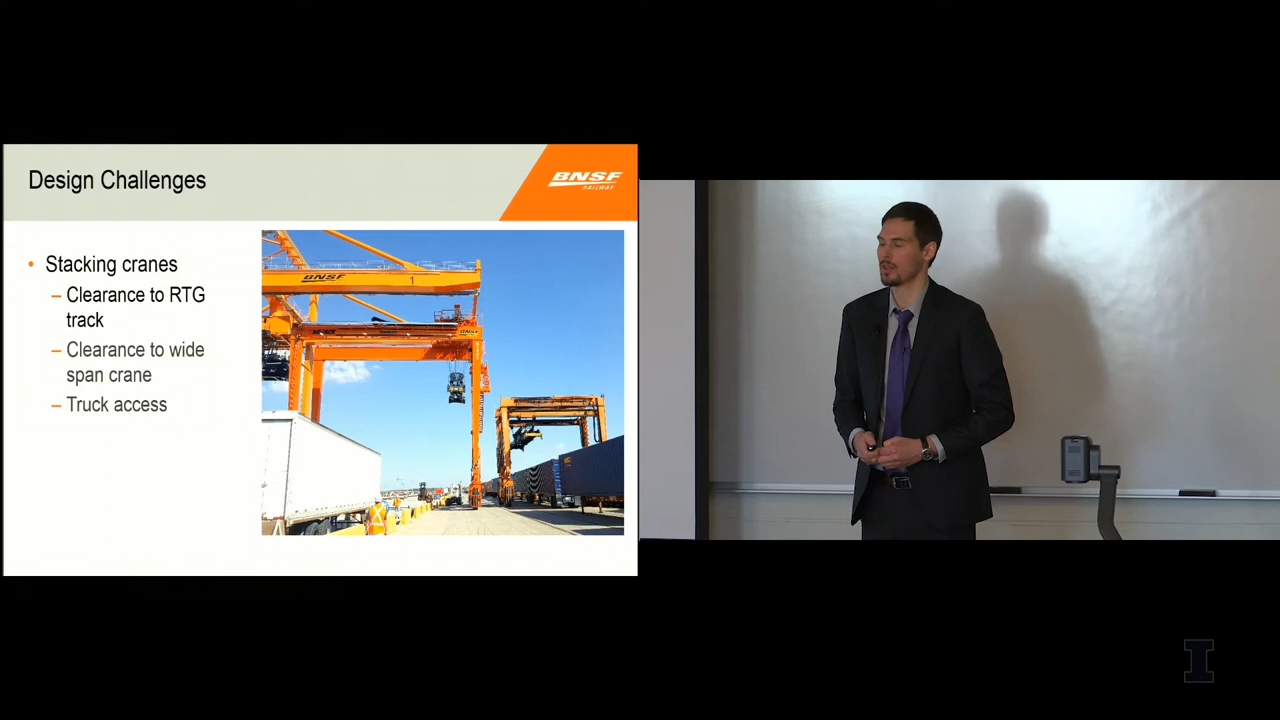 Design Challenges
BNSF
RAILWAY
• Stacking cranes
– Clearance to RTG
track
– Clearance to wide
span crane
– Truck access
BNSF
1
BNSF
I